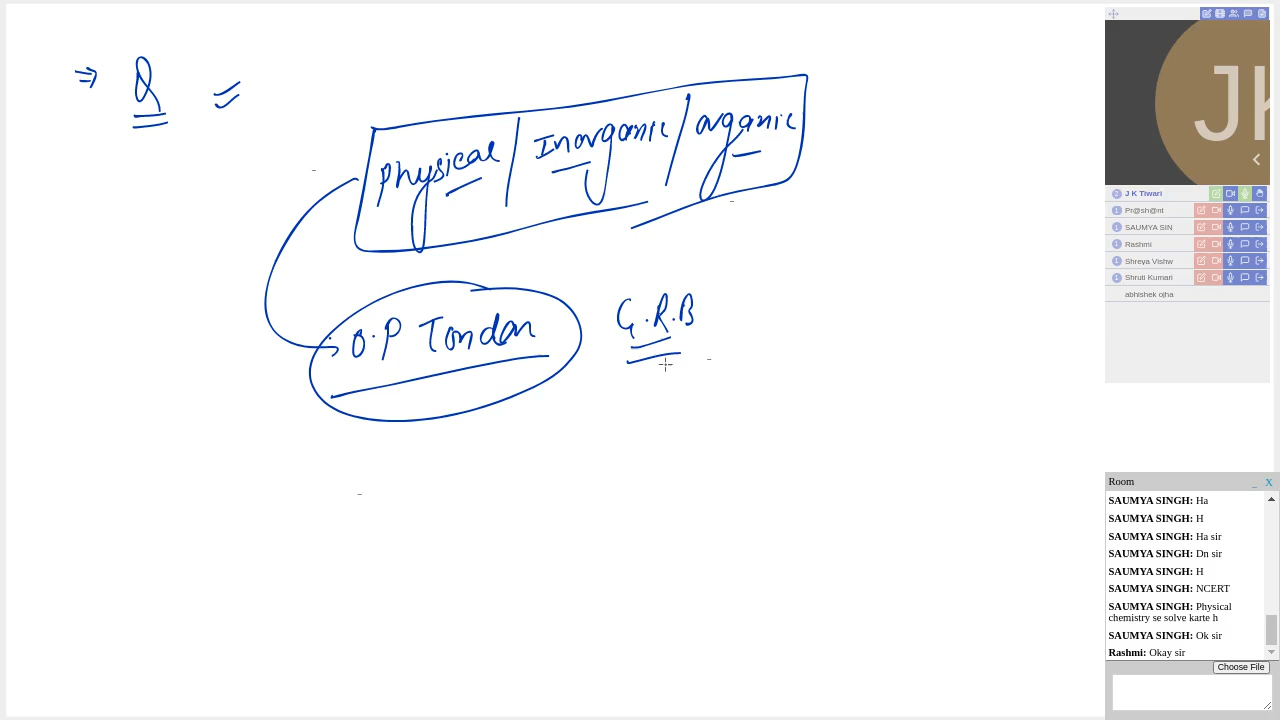 ⇒ Q =
Physical / Inorganic / organic
O.P Tondan
G.R.B
JK
J K Tiwari
Pr@sh@nt
SAUMYA SIN
Rashmi
Shreya Vishw
Shruti Kumari
abhishek ojha
Room _ X
SAUMYA SINGH: Ha
SAUMYA SINGH: H
SAUMYA SINGH: Ha sir
SAUMYA SINGH: Dn sir
SAUMYA SINGH: H
SAUMYA SINGH: NCERT
SAUMYA SINGH: Physical
chemistry se solve karte h
SAUMYA SINGH: Ok sir
Rashmi: Okay sir
Choose File